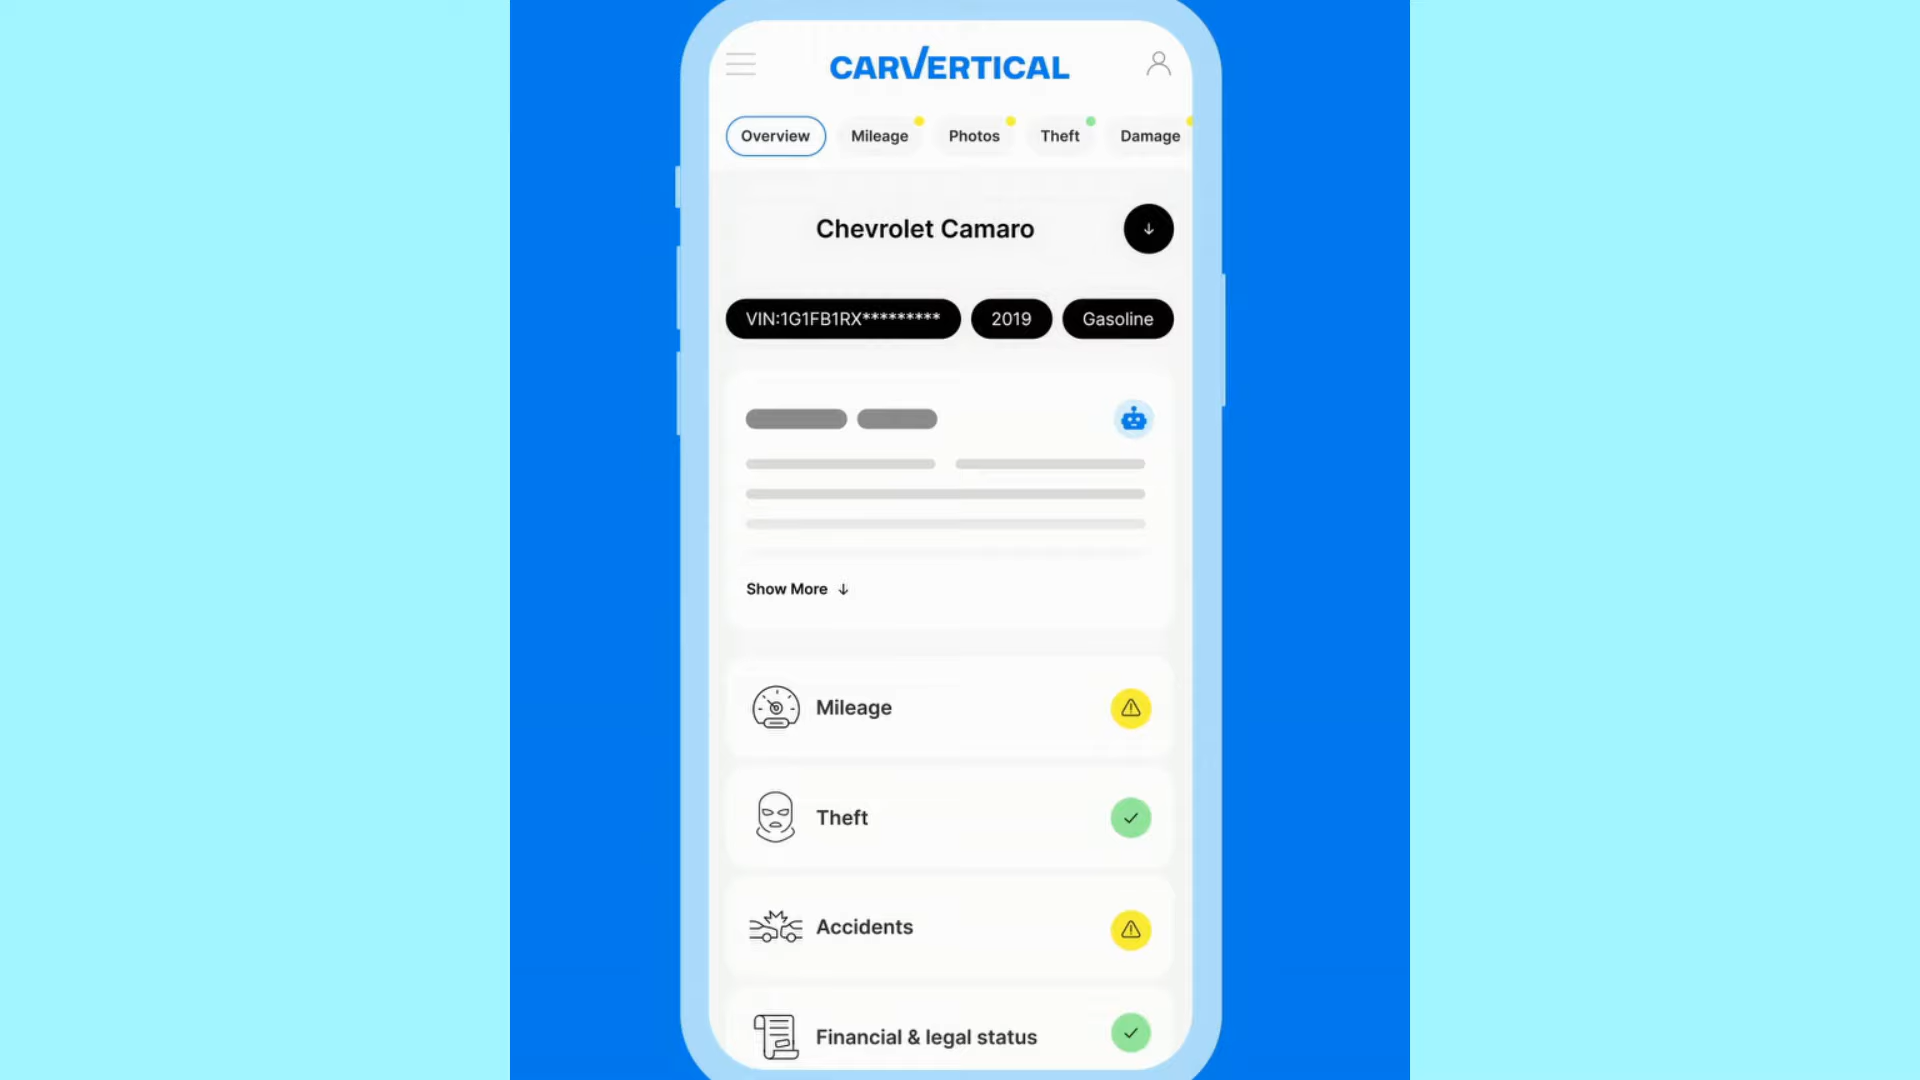 CARVERTICAL
Overview Mileage Photos Theft Damage
Chevrolet Camaro
VIN:1G1FB1RX********* 2019 Gasoline
Show More ↓
Mileage
Theft
Accidents
Financial & legal status